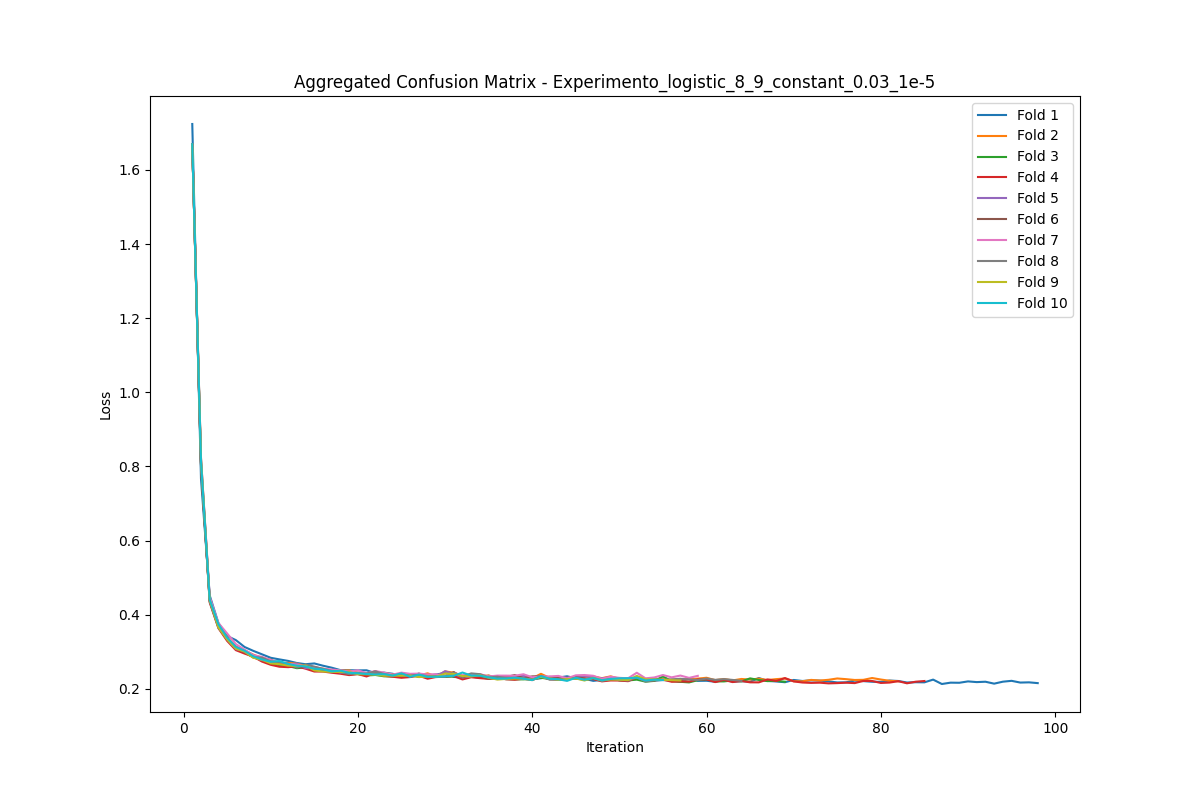 Aggregated Confusion Matrix - Experimento_logistic_8_9_constant_0.03_1e-5
Fold 1
Fold 2
Fold 3
Fold 4
Fold 5
Fold 6
Fold 7
Fold 8
Fold 9
Fold 10
1.6
1.4
1.2
1.0
0.8
0.6
0.4
0.2
Loss
0
20
40
60
80
100
Iteration